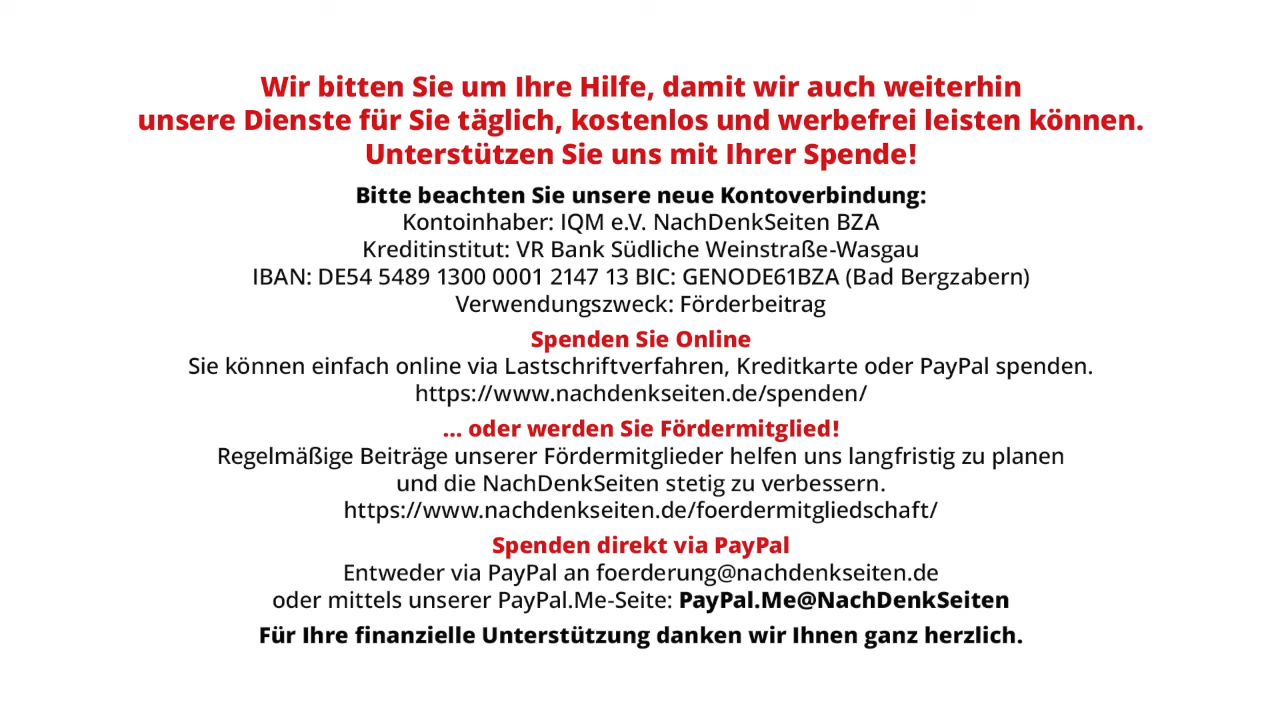 Wir bitten Sie um Ihre Hilfe, damit wir auch weiterhin
unsere Dienste für Sie täglich, kostenlos und werbefrei leisten können.
Unterstützen Sie uns mit Ihrer Spende!
Bitte beachten Sie unsere neue Kontoverbindung:
Kontoinhaber: IQM e.V. NachDenkSeiten BZA
Kreditinstitut: VR Bank Südliche Weinstraße-Wasgau
IBAN: DE54 5489 1300 0001 2147 13 BIC: GENODE61BZA (Bad Bergzabern)
Verwendungszweck: Förderbeitrag
Spenden Sie Online
Sie können einfach online via Lastschriftverfahren, Kreditkarte oder PayPal spenden.
https://www.nachdenkseiten.de/spenden/
... oder werden Sie Fördermitglied!
Regelmäßige Beiträge unserer Fördermitglieder helfen uns langfristig zu planen
und die NachDenkSeiten stetig zu verbessern.
https://www.nachdenkseiten.de/foerdermitgliedschaft/
Spenden direkt via PayPal
Entweder via PayPal an foerderung@nachdenkseiten.de
oder mittels unserer PayPal.Me-Seite: PayPal.Me@NachDenkSeiten
Für Ihre finanzielle Unterstützung danken wir Ihnen ganz herzlich.